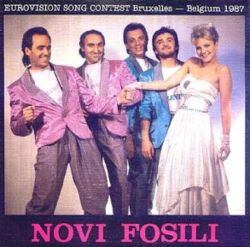 EUROVISION SONG CONTEST Bruxelles — Belgium 1987
NOVI FOSILI